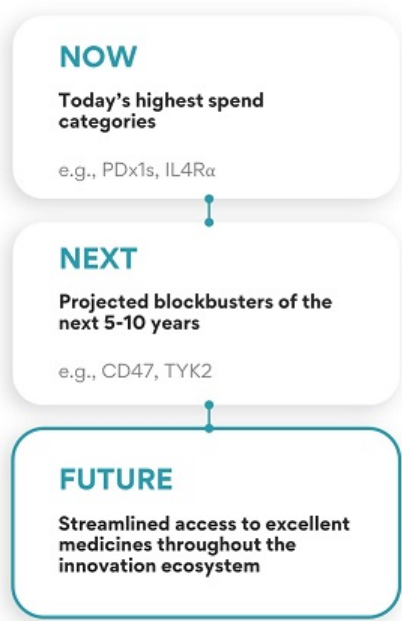 NOW
Today's highest spend
categories
e.g., PDx1s, IL4Rα
NEXT
Projected blockbusters of the
next 5-10 years
e.g., CD47, TYK2
FUTURE
Streamlined access to excellent
medicines throughout the
innovation ecosystem